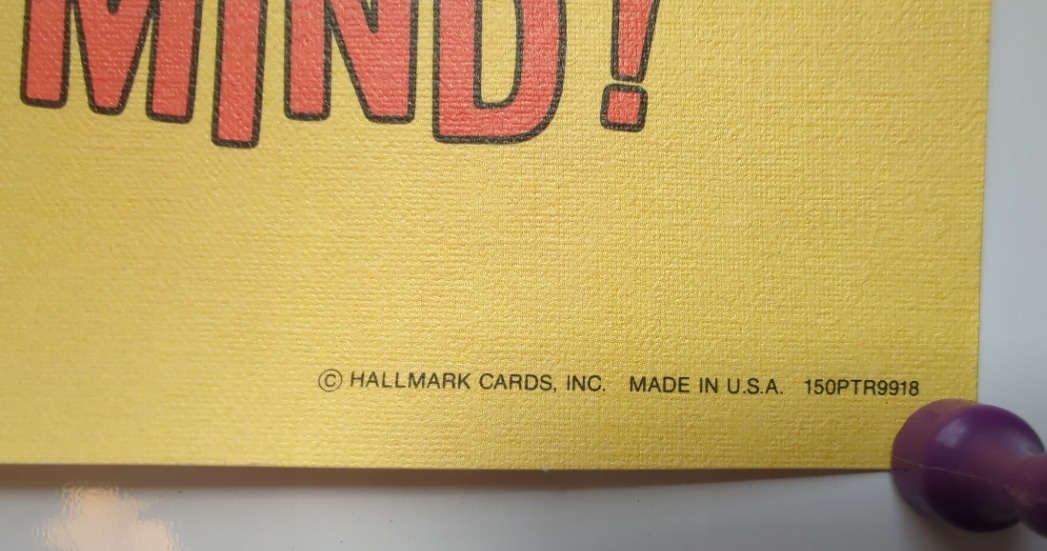 MIND!
© HALLMARK CARDS, INC. MADE IN U.S.A. 150PTR9918